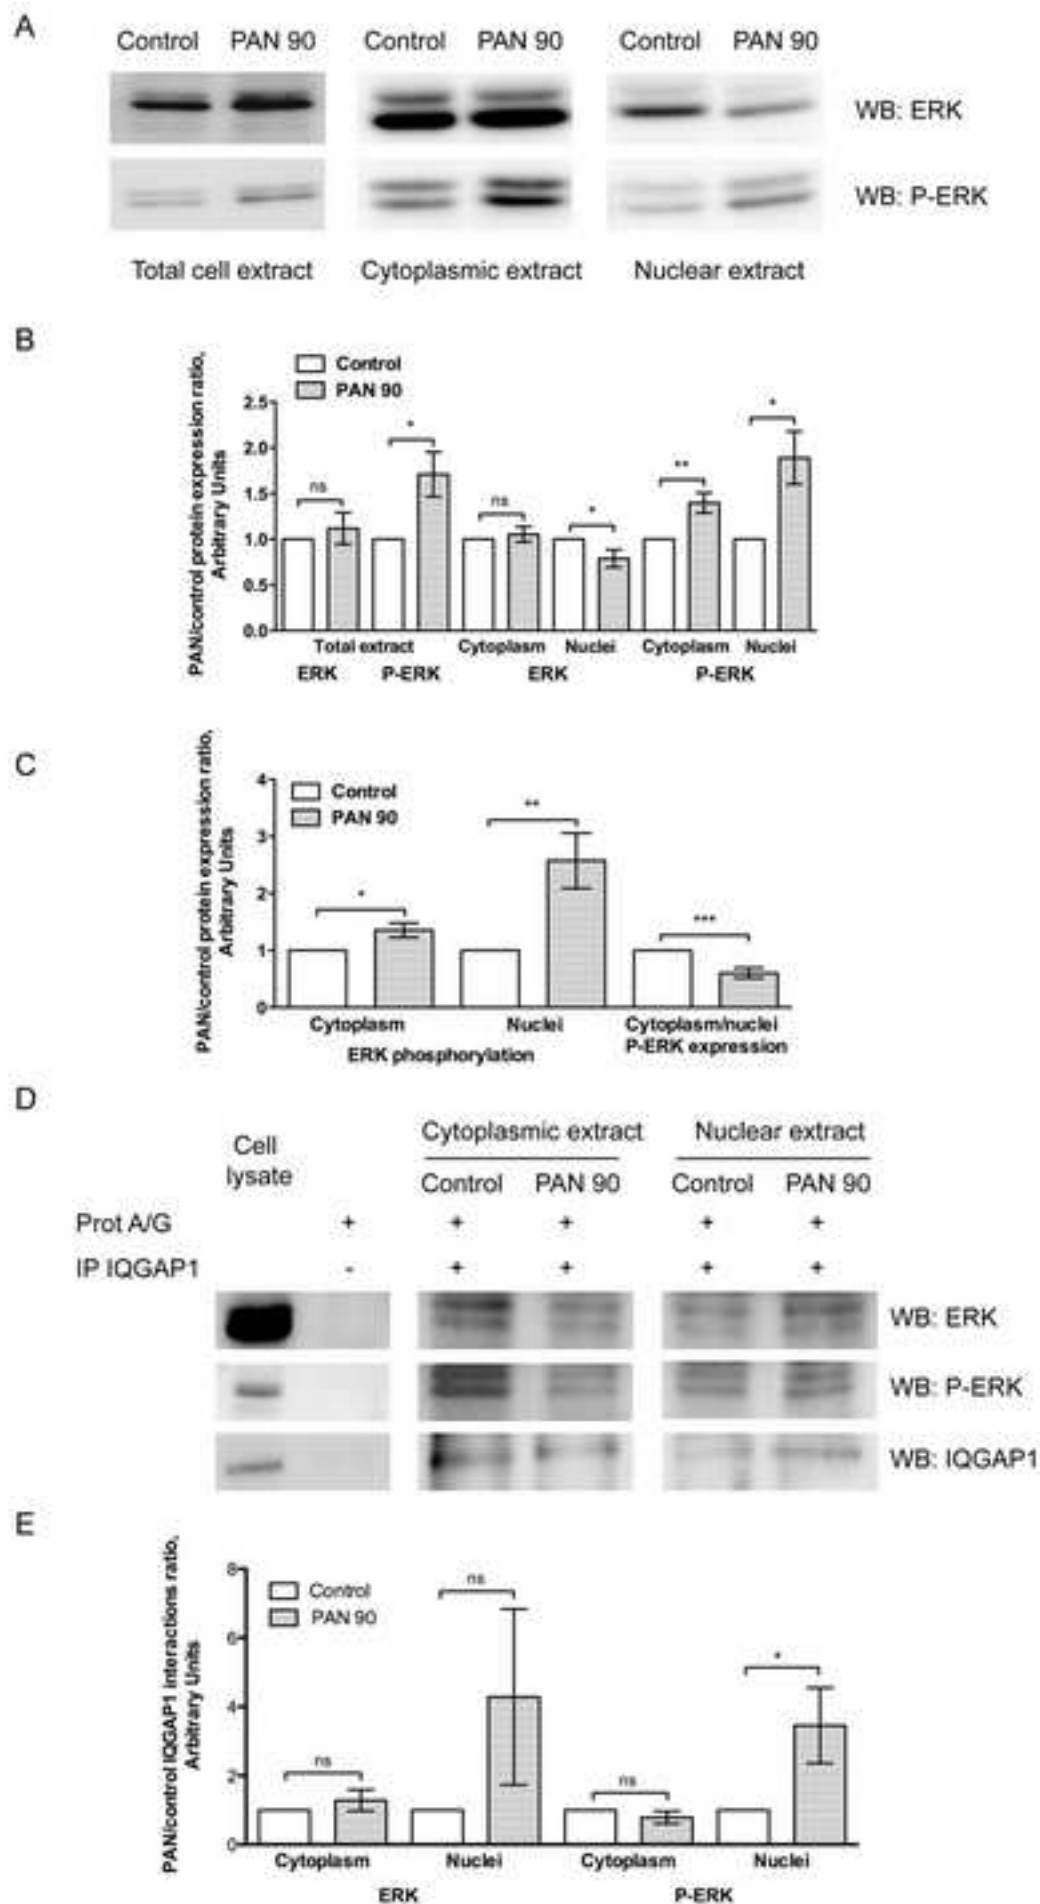 A
Control PAN 90 Control PAN 90 Control PAN 90
WB: ERK
WB: P-ERK
Total cell extract Cytoplasmic extract Nuclear extract
B
PAN/control protein expression ratio,
Arbitrary Units
Control
PAN 90
2.5
2.0
1.5
1.0
0.5
0.0
ns * ns * ** *
Total extract Cytoplasm Nuclei Cytoplasm Nuclei
ERK P-ERK ERK P-ERK
C
PAN/control protein expression ratio,
Arbitrary Units
Control
PAN 90
4
3
2
1
0
* ** ***
Cytoplasm Nuclei Cytoplasm/nuclei
ERK phosphorylation P-ERK expression
D
Cell
lysate
Cytoplasmic extract Nuclear extract
Control PAN 90 Control PAN 90
Prot A/G + + + + +
IP IQGAP1 - + + + +
WB: ERK
WB: P-ERK
WB: IQGAP1
E
PAN/control IQGAP1 interactions ratio,
Arbitrary Units
Control
PAN 90
8
6
4
2
0
ns ns ns *
Cytoplasm Nuclei Cytoplasm Nuclei
ERK P-ERK